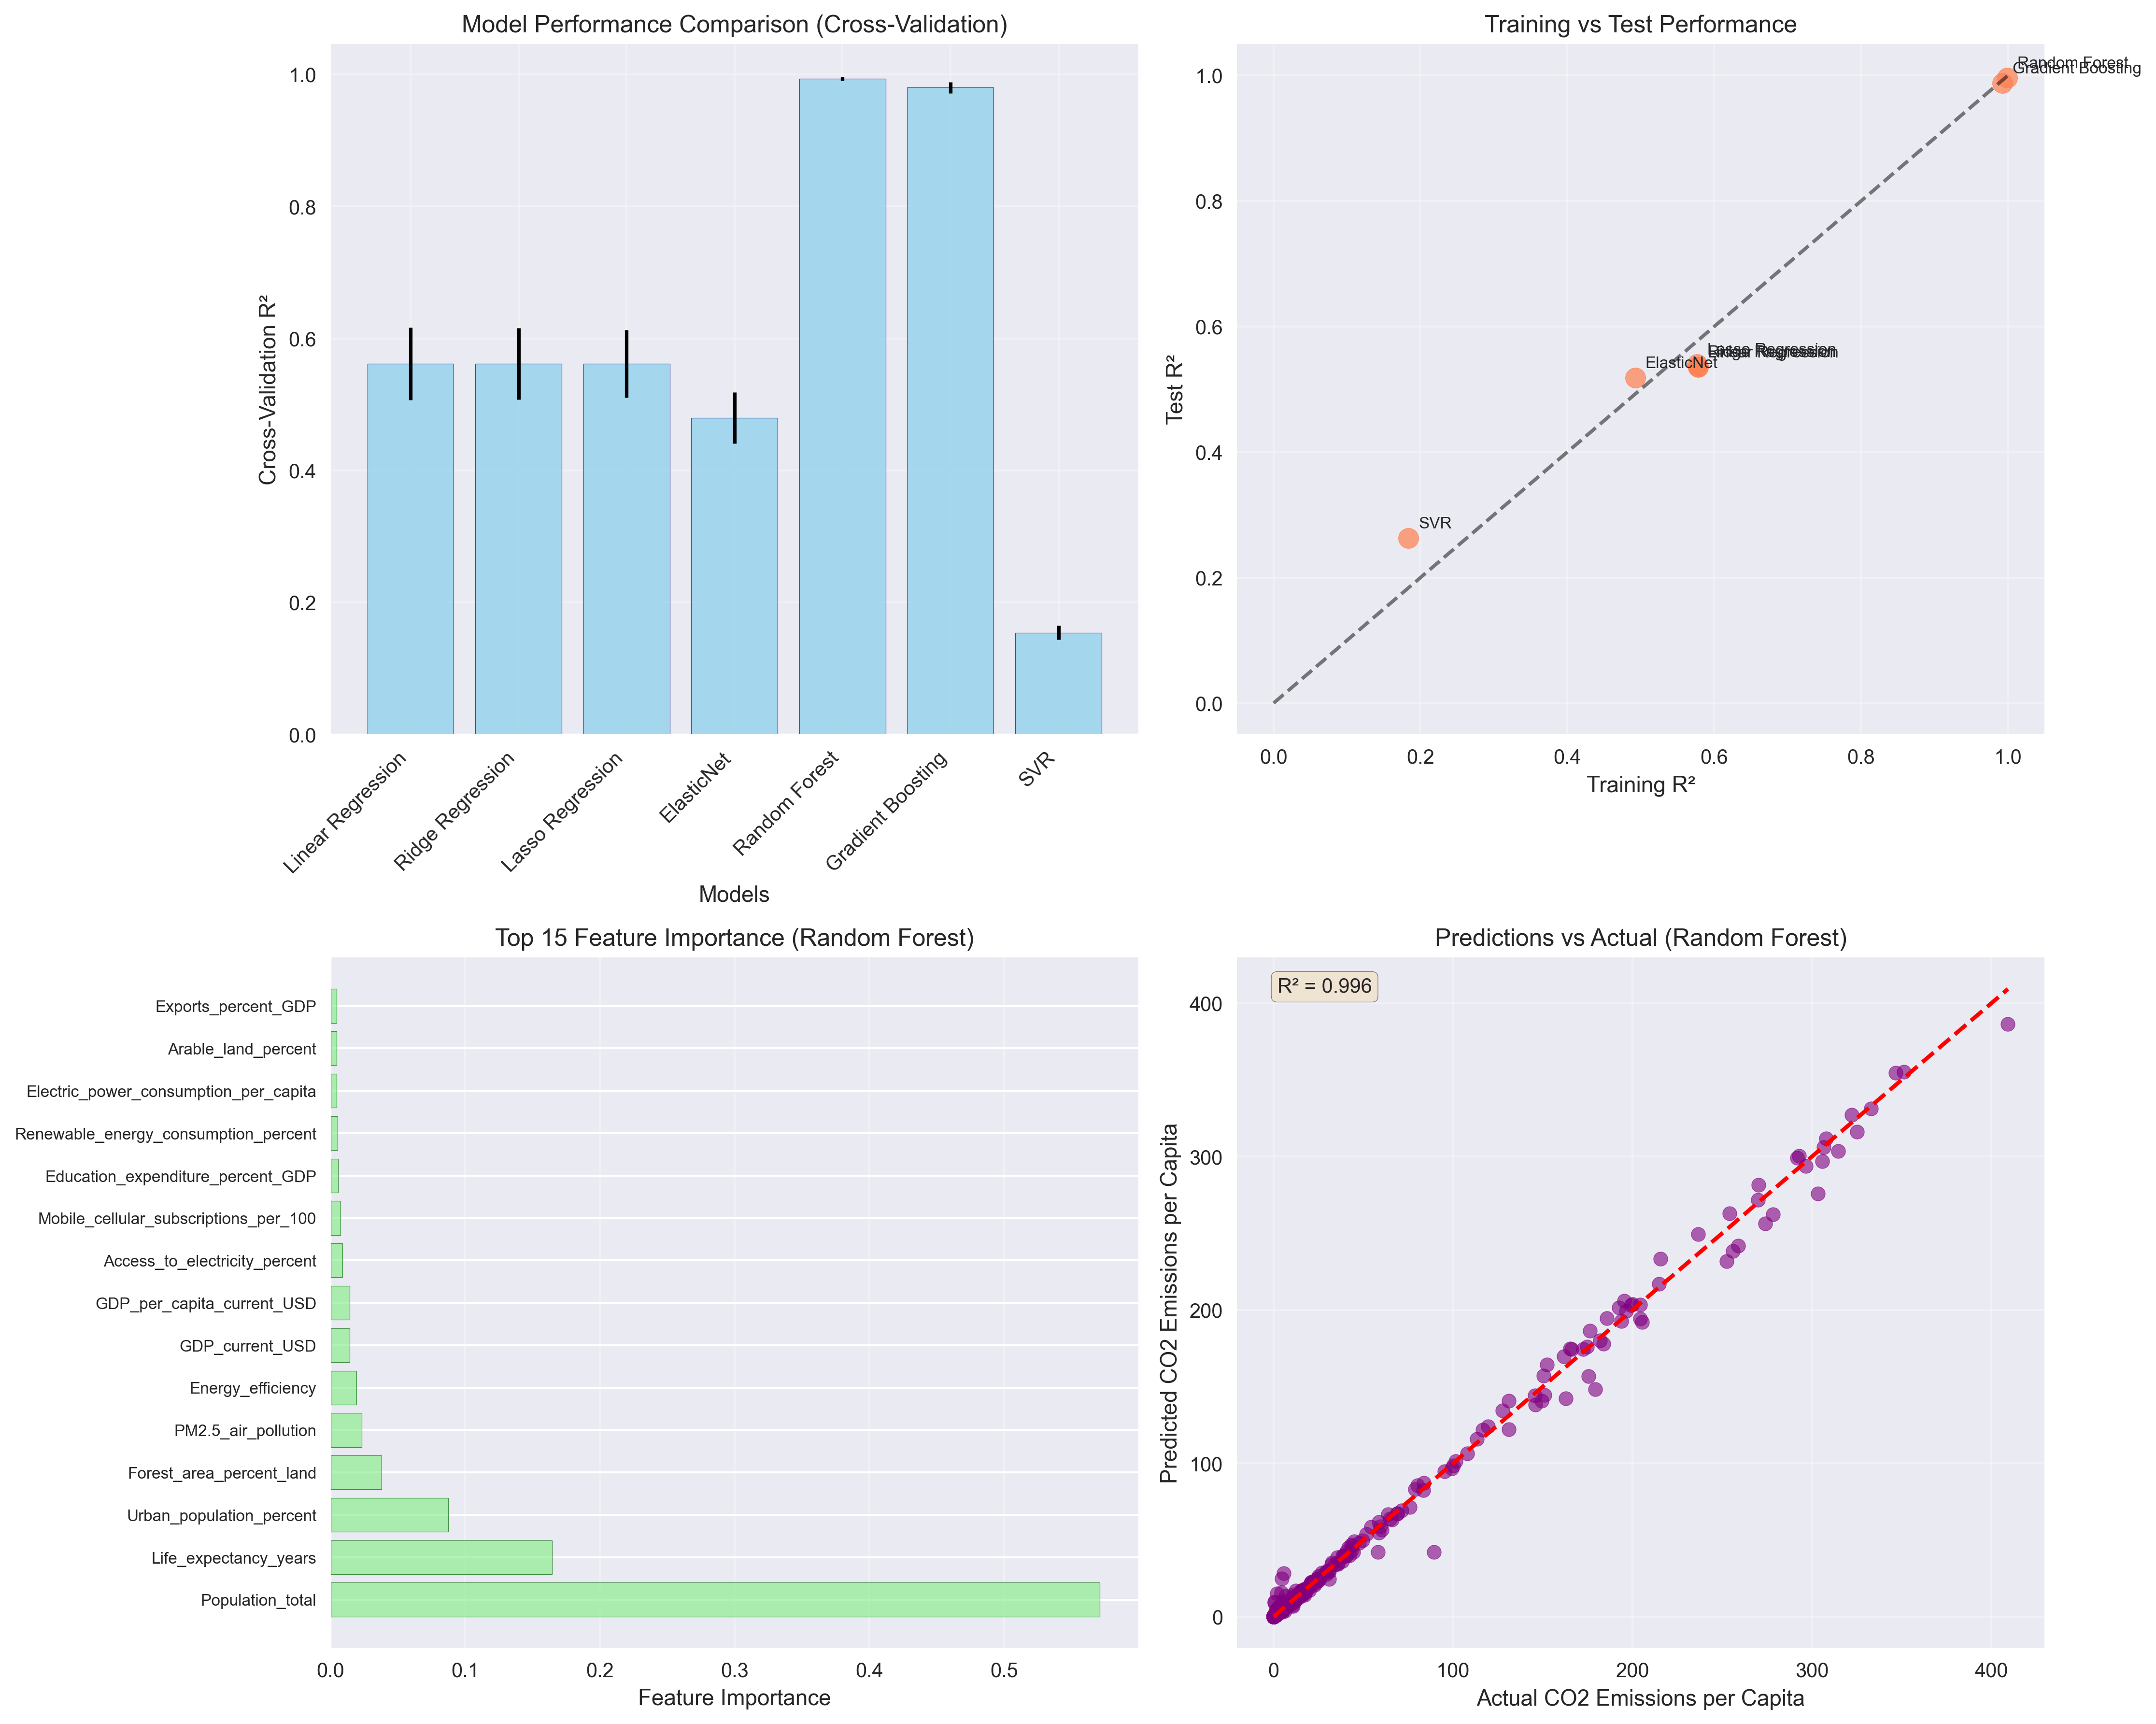 Model Performance Comparison (Cross-Validation)
Cross-Validation R²
1.0
0.8
0.6
0.4
0.2
0.0
Linear Regression
Ridge Regression
Lasso Regression
ElasticNet
Random Forest
Gradient Boosting
SVR
Models
Training vs Test Performance
Test R²
1.0
0.8
0.6
0.4
0.2
0.0
Random Forest
Gradient Boosting
Lasso Regression
ElasticNet
SVR
0.0 0.2 0.4 0.6 0.8 1.0
Training R²
Top 15 Feature Importance (Random Forest)
Exports_percent_GDP
Arable_land_percent
Electric_power_consumption_per_capita
Renewable_energy_consumption_percent
Education_expenditure_percent_GDP
Mobile_cellular_subscriptions_per_100
Access_to_electricity_percent
GDP_per_capita_current_USD
GDP_current_USD
Energy_efficiency
PM2.5_air_pollution
Forest_area_percent_land
Urban_population_percent
Life_expectancy_years
Population_total
0.0 0.1 0.2 0.3 0.4 0.5
Feature Importance
Predictions vs Actual (Random Forest)
R² = 0.996
Predicted CO2 Emissions per Capita
400
300
200
100
0
0 100 200 300 400
Actual CO2 Emissions per Capita